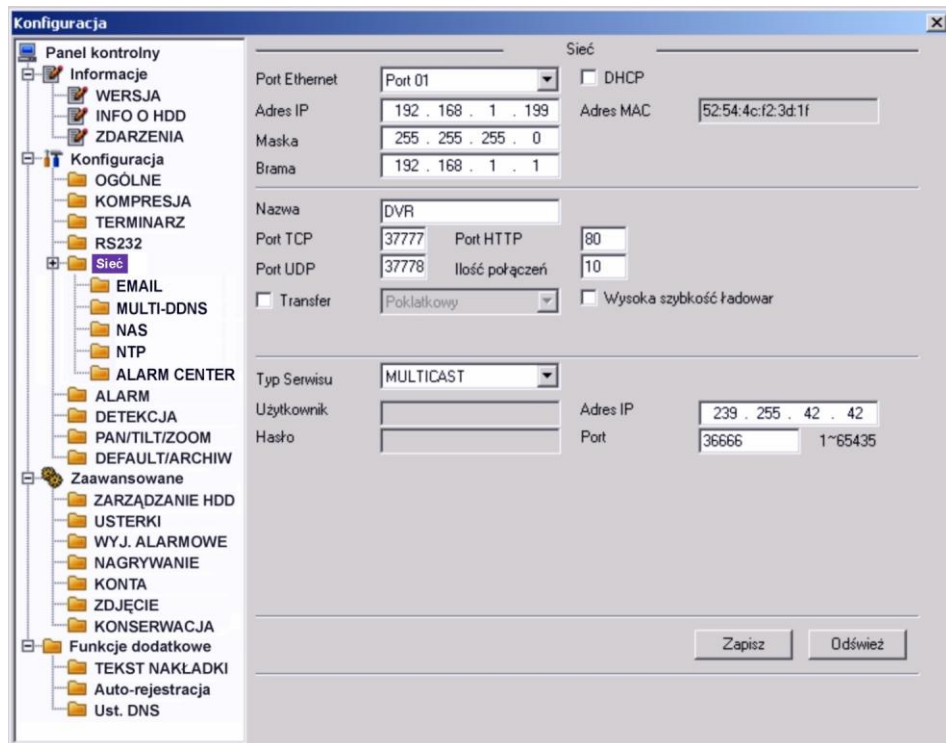 Konfiguracja
Panel kontrolny
Informacje
WERSJA
INFO O HDD
ZDARZENIA
Konfiguracja
OGÓLNE
KOMPRESJA
TERMINARZ
RS232
Sieć
EMAIL
MULTI-DDNS
NAS
NTP
ALARM CENTER
ALARM
DETEKCJA
PAN/TILT/ZOOM
DEFAULT/ARCHIW
Zaawansowane
ZARZĄDZANIE HDD
USTERKI
WYJ. ALARMOWE
NAGRYWANIE
KONTA
ZDJĘCIE
KONSERWACJA
Funkcje dodatkowe
TEKST NAKŁADKI
Auto-rejestracja
Ust. DNS
Sieć
Port Ethernet Port 01 DHCP
Adres IP 192 . 168 . 1 . 199 Adres MAC 52:54:4c:f2:3d:1f
Maska 255 . 255 . 255 . 0
Brama 192 . 168 . 1 . 1
Nazwa DVR
Port TCP 37777 Port HTTP 80
Port UDP 37778 Ilość połączeń 10
Transfer Poklatkowy Wysoka szybkość ładowar
Typ Serwisu MULTICAST
Użytkownik Adres IP 239 . 255 . 42 . 42
Hasło Port 36666 1~65435
Zapisz Odśwież